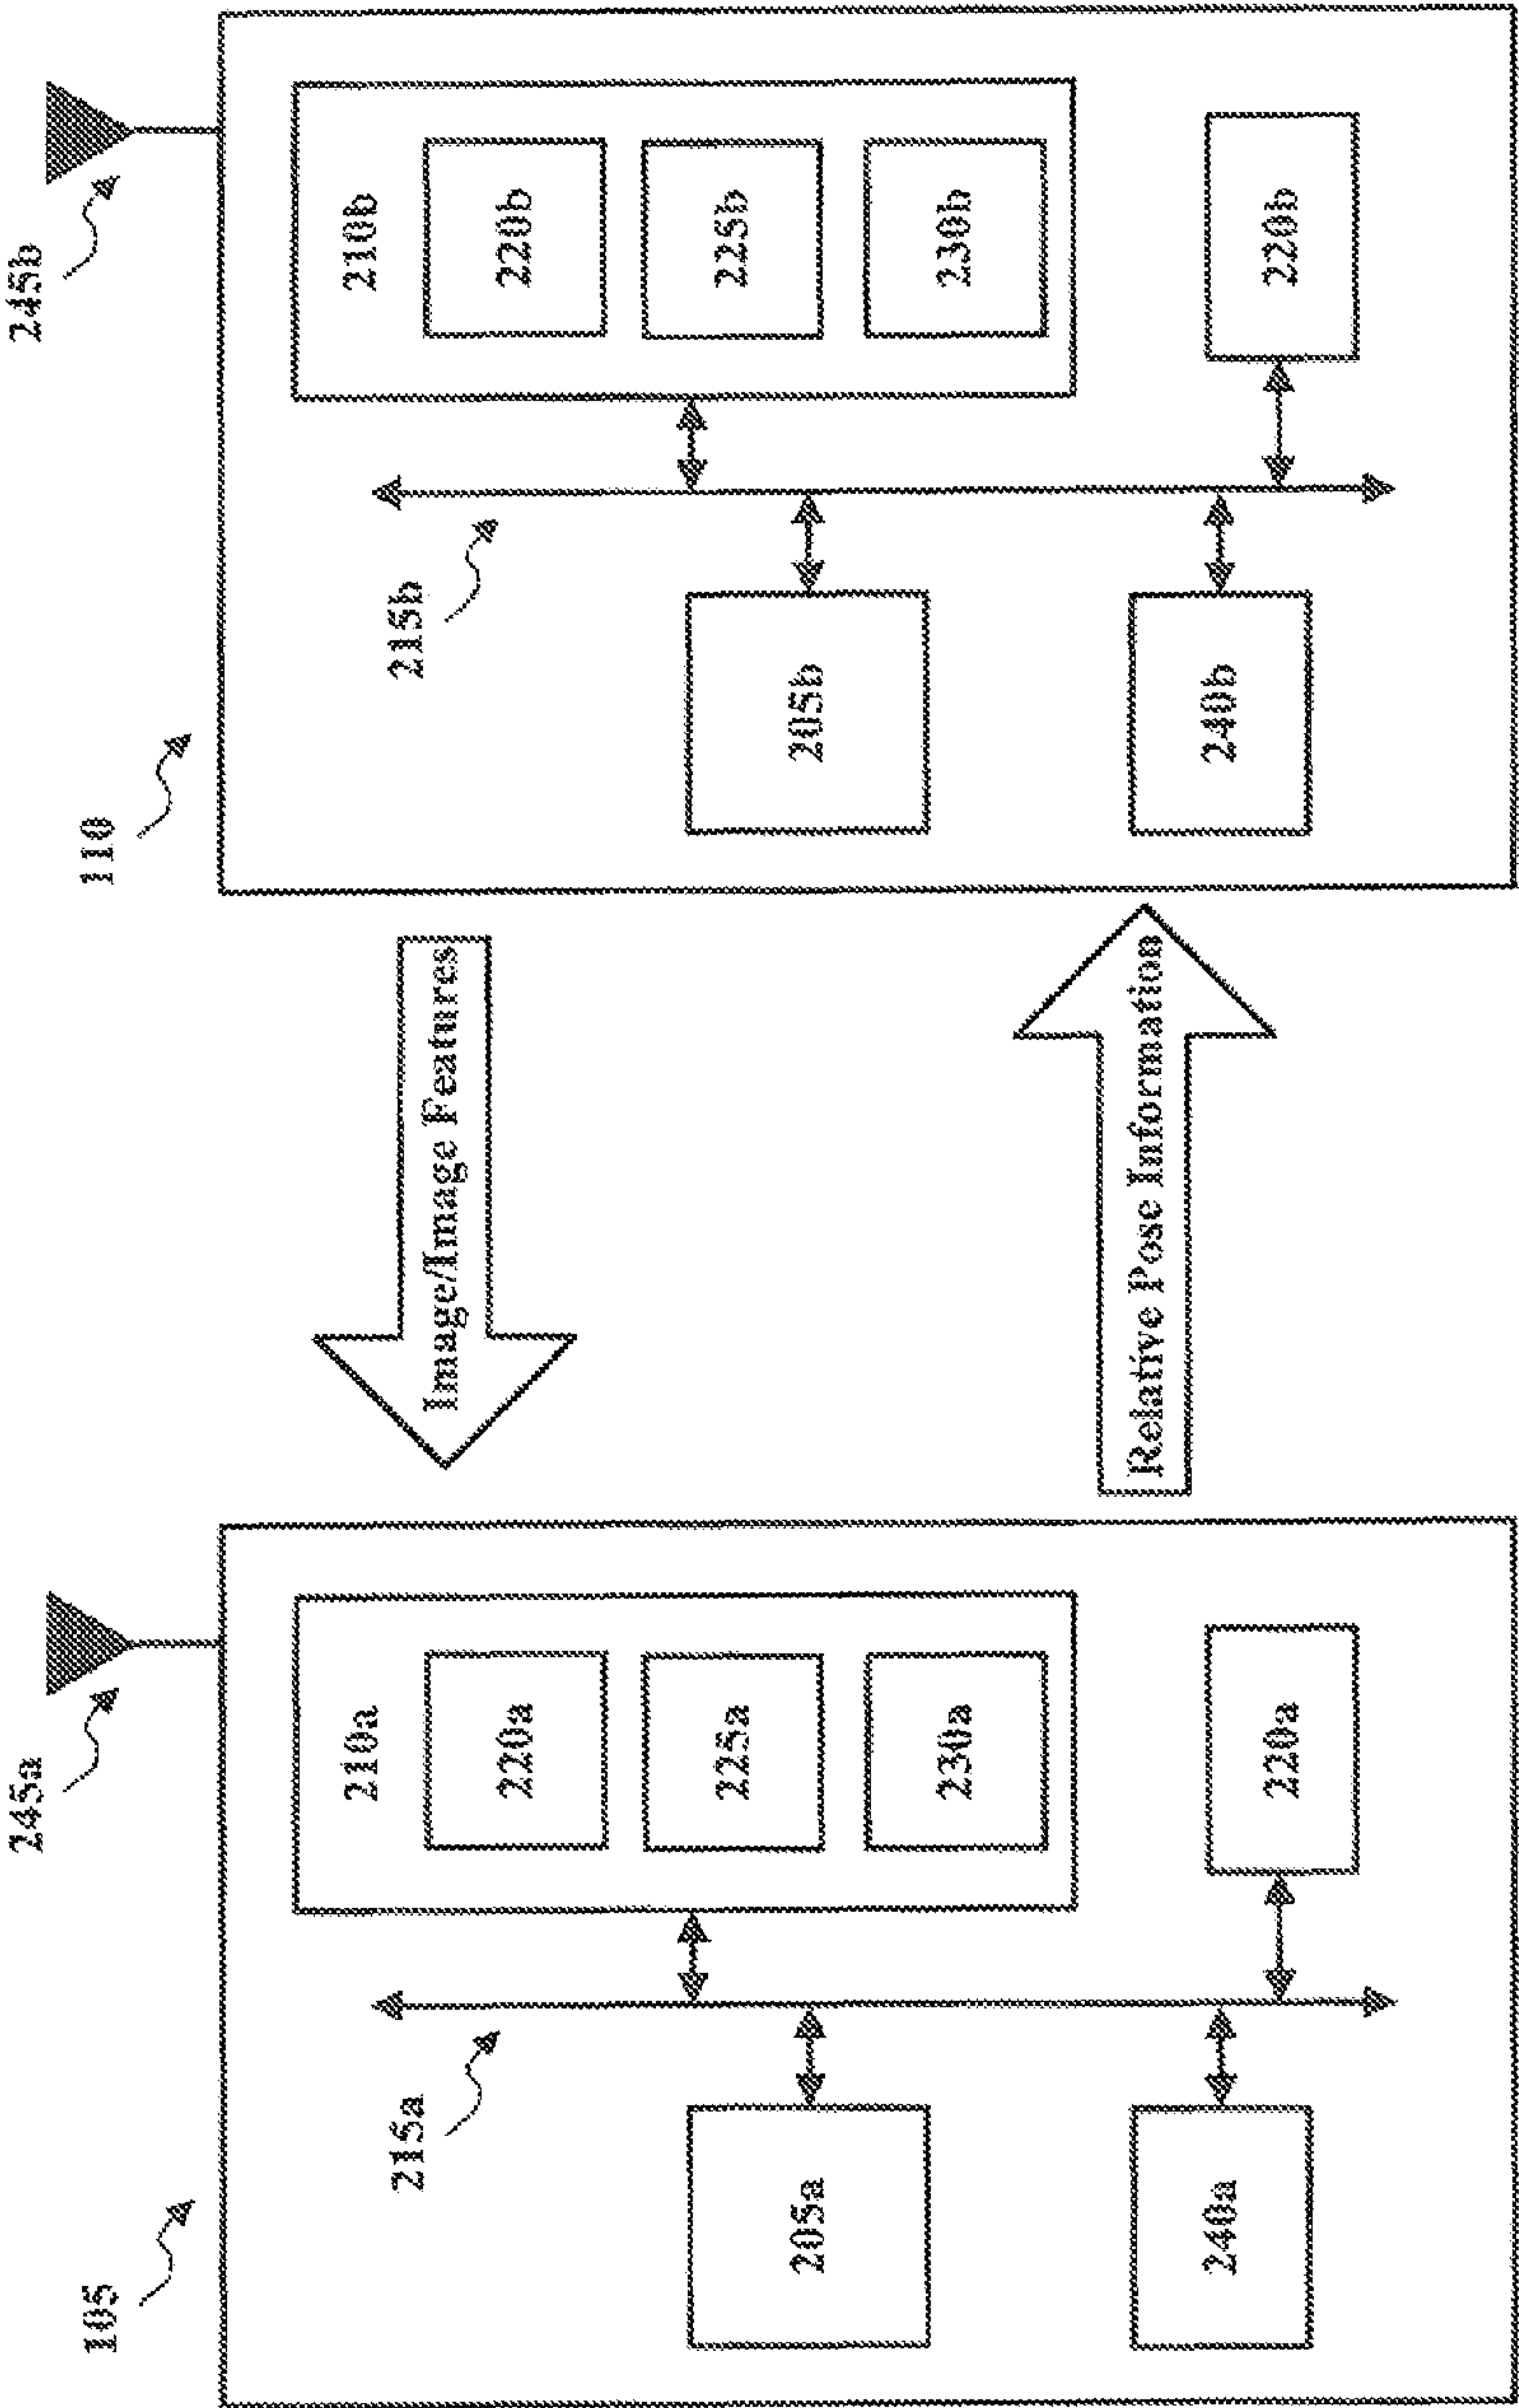 105
245a
215a
210a
220a
225a
230a
205a
240a
220a
Image/Image Features
Relative Pose Information
110
245b
215b
210b
220b
225b
230b
205b
240b
220b